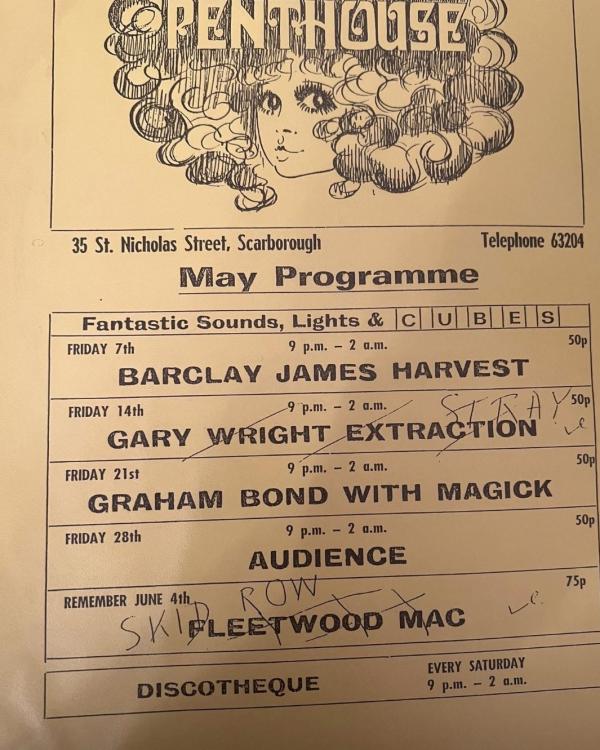 PENTHOUSE
35 St. Nicholas Street, Scarborough Telephone 63204
May Programme
Fantastic Sounds, Lights & CUBES
FRIDAY 7th 9 p.m. – 2 a.m. 50p
BARCLAY JAMES HARVEST
FRIDAY 14th 9 p.m. – 2 a.m. STRAY 50p
GARY WRIGHT EXTRACTION
FRIDAY 21st 9 p.m. – 2 a.m. 50p
GRAHAM BOND WITH MAGICK
FRIDAY 28th 9 p.m. – 2 a.m. 50p
AUDIENCE
REMEMBER JUNE 4th 75p
SKID ROW
FLEETWOOD MAC
DISCOTHEQUE EVERY SATURDAY
9 p.m. – 2 a.m.